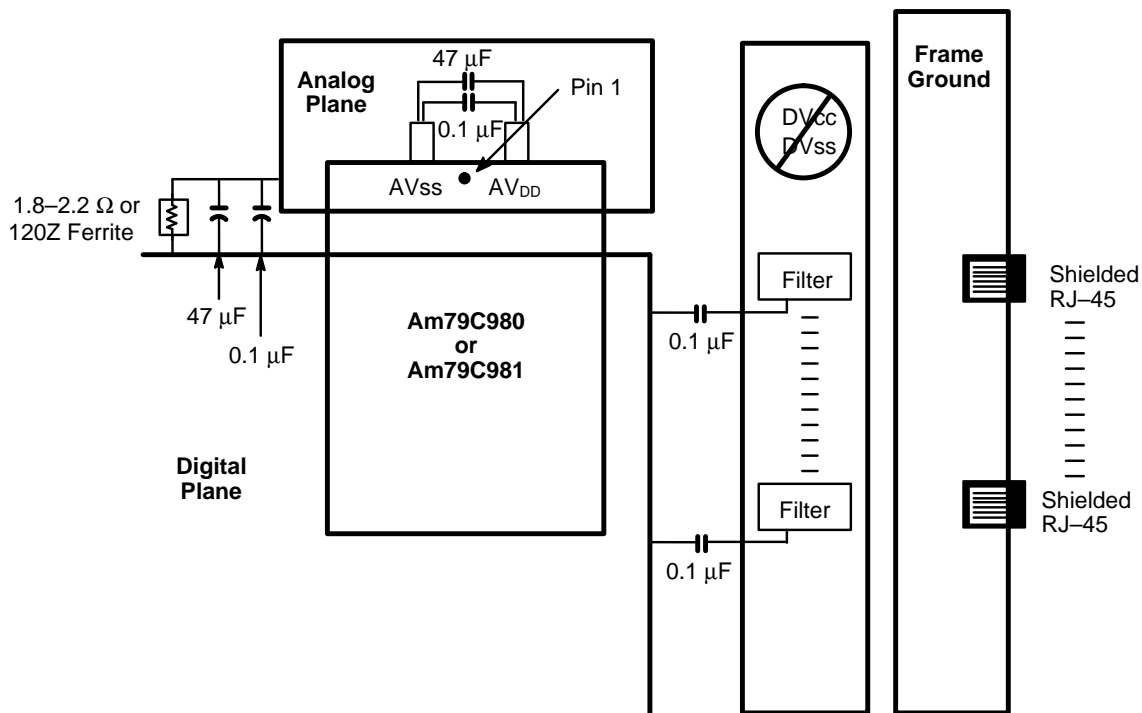 47 μF
Analog
Plane
Pin 1
0.1 μF
AVss
AVDD
1.8–2.2 Ω or
120Z Ferrite
47 μF
0.1 μF
Am79C980
or
Am79C981
Digital
Plane
DVcc
DVss
Filter
0.1 μF
Filter
0.1 μF
Frame
Ground
Shielded
RJ–45
Shielded
RJ–45